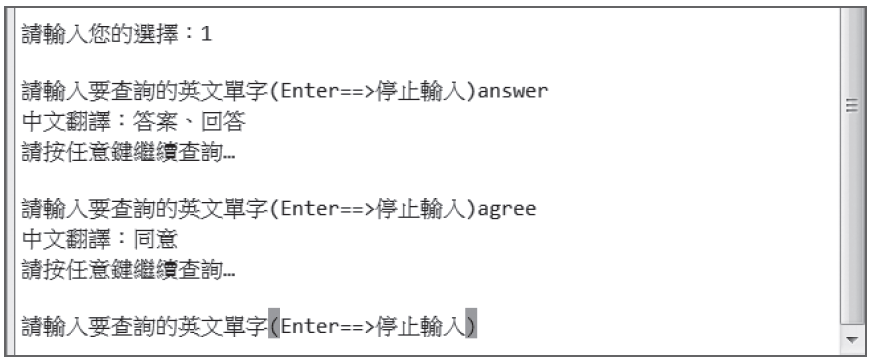 請輸入您的選擇：1
請輸入要查詢的英文單字(Enter==>停止輸入)answer
中文翻譯：答案、回答
請按任意鍵繼續查詢…
請輸入要查詢的英文單字(Enter==>停止輸入)agree
中文翻譯：同意
請按任意鍵繼續查詢…
請輸入要查詢的英文單字(Enter==>停止輸入)